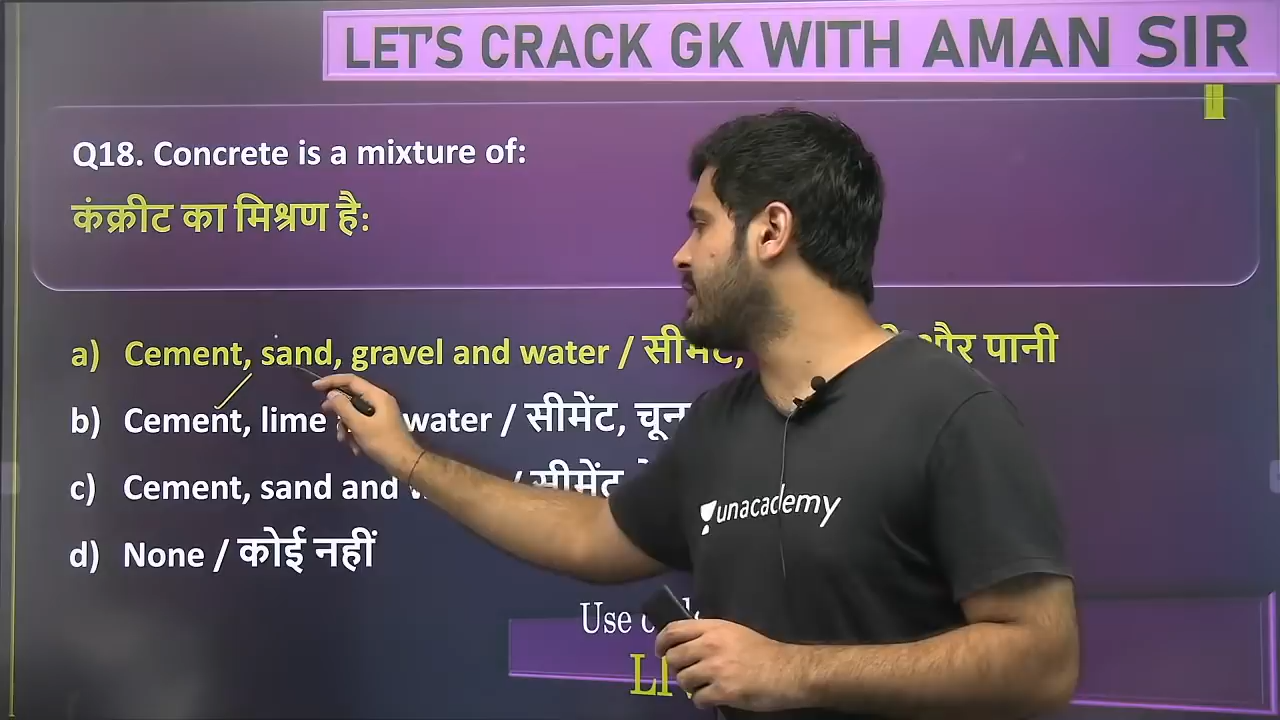 LET'S CRACK GK WITH AMAN SIR
Q18. Concrete is a mixture of:
कंक्रीट का मिश्रण है:
a) Cement, sand, gravel and water / सीमेंट, और पानी
b) Cement, lime water / सीमेंट, चूना
c) Cement, sand and / सीमेंट
d) None / कोई नहीं
unacademy
Use